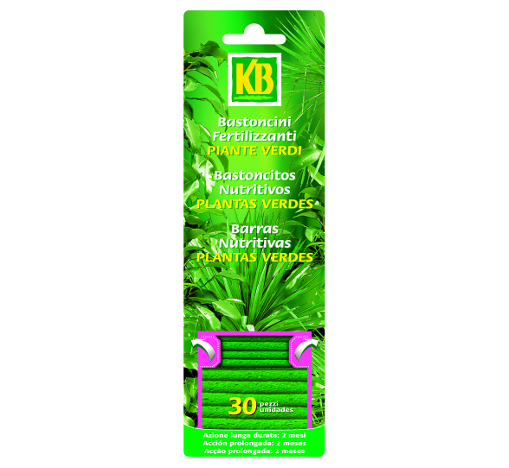 KB
Bastoncini
Fertilizzanti
PIANTE VERDI
Bastoncitos
Nutritivos
PLANTAS VERDES
Barras
Nutritivas
PLANTAS VERDES
30 pezzi
unidades
Azione lunga durata: 2 mesi
Acción prolongada: 2 meses
Acção prolongada: 2 meses